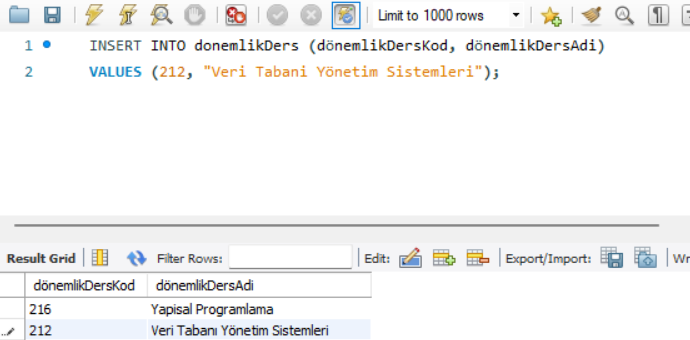 Limit to 1000 rows
1 INSERT INTO donemlikDers (dönemlikDersKod, dönemlikDersAdi)
2 VALUES (212, "Veri Tabani Yönetim Sistemleri");
Result Grid Filter Rows: Edit: Export/Import: Wr
dönemlikDersKod dönemlikDersAdi
216 Yapisal Programlama
212 Veri Tabanı Yönetim Sistemleri